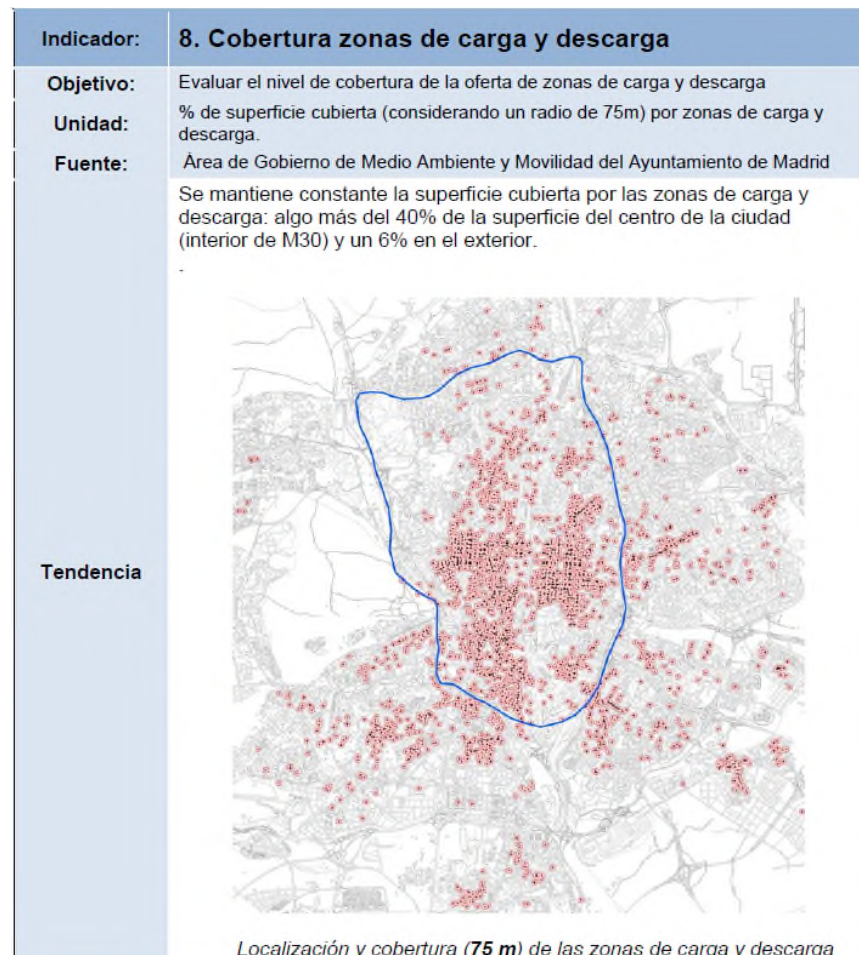 Indicador: 8. Cobertura zonas de carga y descarga
Objetivo: Evaluar el nivel de cobertura de la oferta de zonas de carga y descarga
Unidad: % de superficie cubierta (considerando un radio de 75m) por zonas de carga y
descarga.
Fuente: Área de Gobierno de Medio Ambiente y Movilidad del Ayuntamiento de Madrid
Se mantiene constante la superficie cubierta por las zonas de carga y
descarga: algo más del 40% de la superficie del centro de la ciudad
(interior de M30) y un 6% en el exterior.
.
Tendencia
Localización y cobertura (75 m) de las zonas de carga y descarga